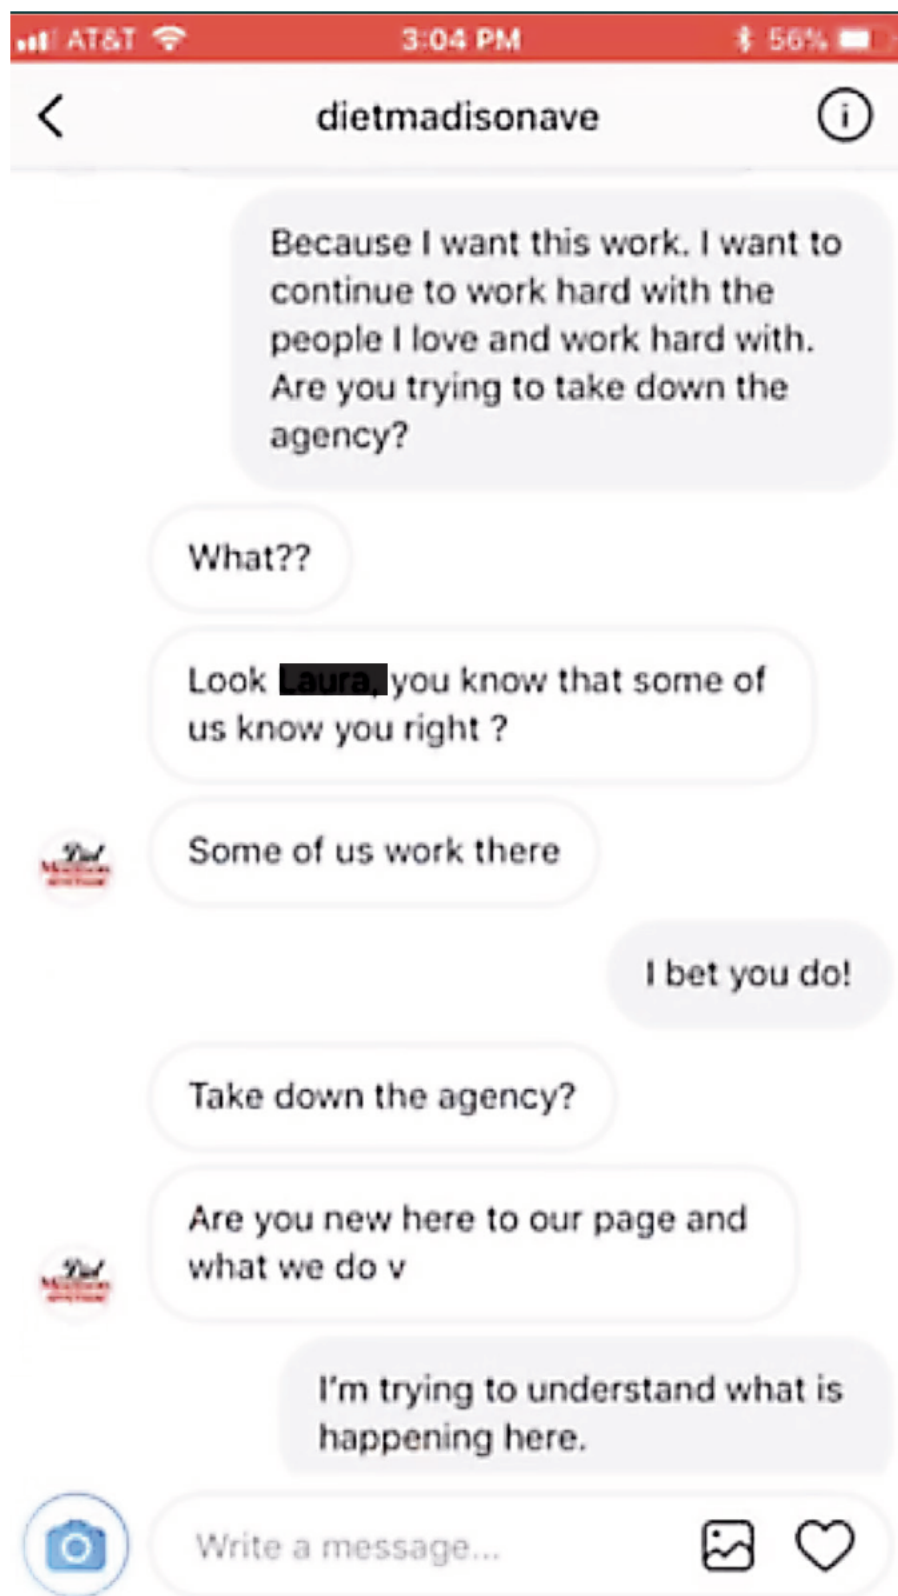 AT&T 3:04 PM 56%
dietmadisonave
Because I want this work. I want to
continue to work hard with the
people I love and work hard with.
Are you trying to take down the
agency?
What??
Look you know that some of
us know you right ?
Some of us work there
I bet you do!
Take down the agency?
Are you new here to our page and
what we do v
I'm trying to understand what is
happening here.
Write a message...